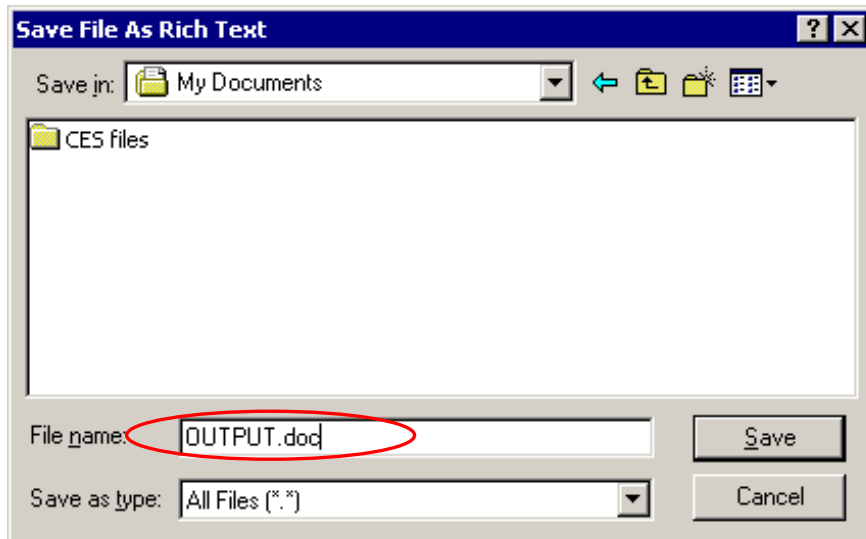 Save File As Rich Text
Save in: My Documents
CES files
File name: OUTPUT.doc Save
Save as type: All Files (*.*) Cancel